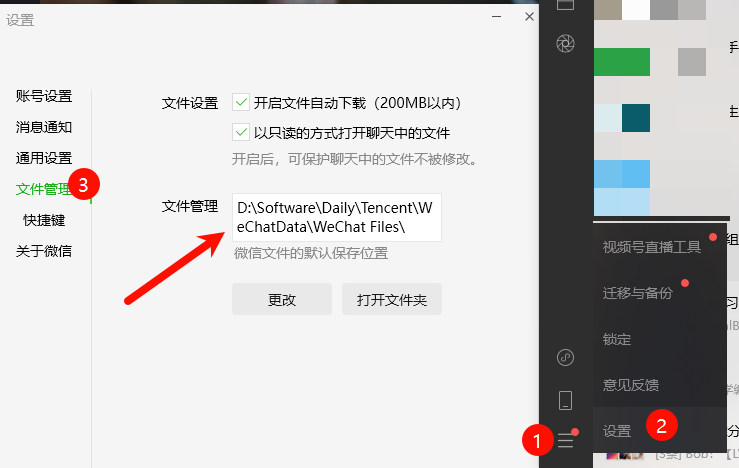 设置
账号设置
消息通知
通用设置
文件管理
3
快捷键
关于微信
文件设置
开启文件自动下载（200MB以内）
以只读的方式打开聊天中的文件
开启后，可保护聊天中的文件不被修改。
文件管理
D:\Software\Daily\Tencent\W
eChatData\WeChat Files\
微信文件的默认保存位置
更改
打开文件夹
视频号直播工具
迁移与备份
锁定
意见反馈
设置
2
1
手
生
组
习
分
[3条] Bob: